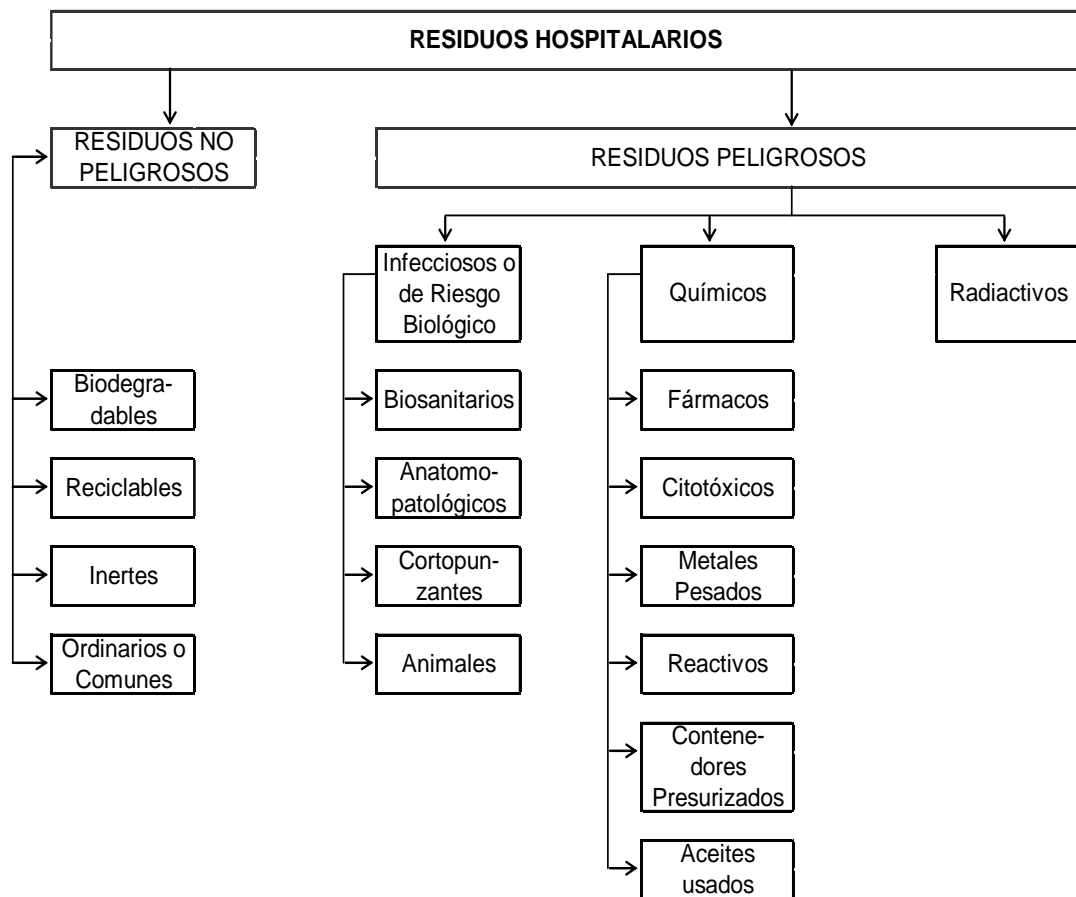 RESIDUOS HOSPITALARIOS
RESIDUOS NO
PELIGROSOS
RESIDUOS PELIGROSOS
Infecciosos o
de Riesgo
Biológico
Químicos
Radiactivos
Biodegra-
dables
Biosanitarios
Fármacos
Reciclables
Anatomo-
patológicos
Citotóxicos
Inertes
Cortopun-
zantes
Metales
Pesados
Ordinarios o
Comunes
Animales
Reactivos
Contene-
dores
Presurizados
Aceites
usados